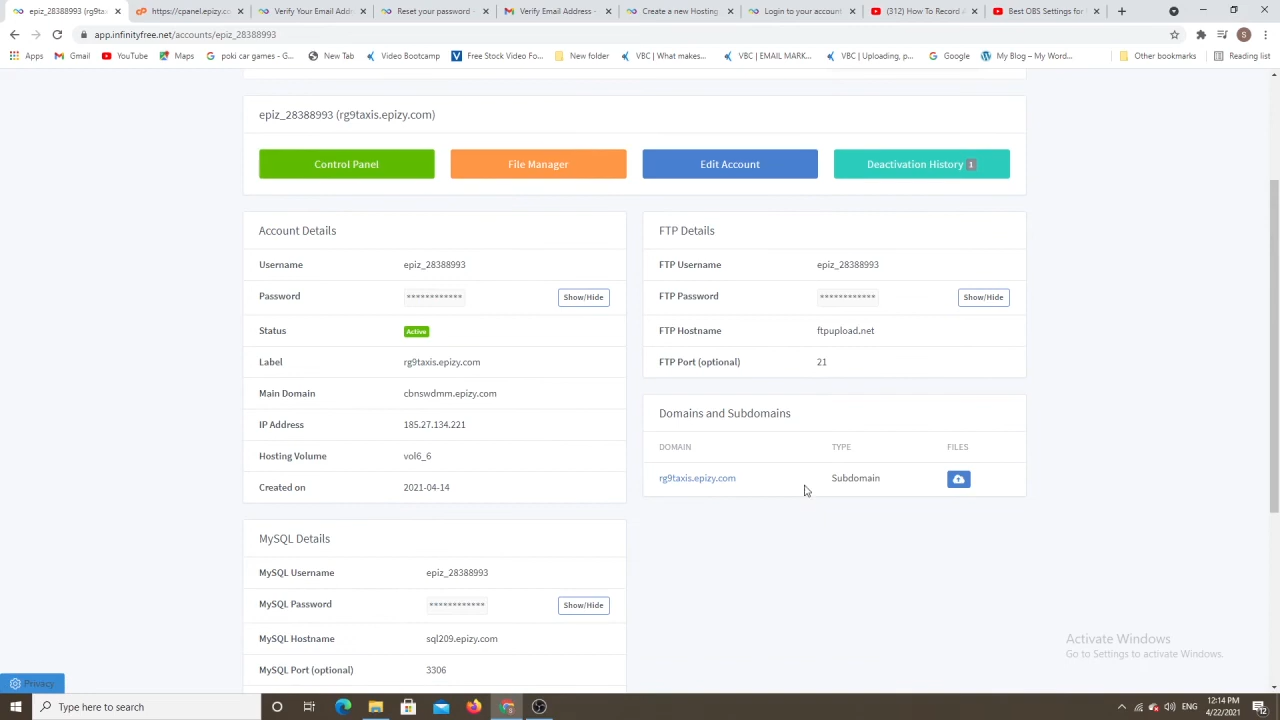 epiz_28388993 (rg9taxis
https://cpanel.epizy.co
Verify Your Email Add
Reset your password -
Verify Email Address -
Create a new Hosting
Login to your account
(312) How To Record A
Best OBS Settings for
app.infinityfree.net/accounts/epiz_28388993
S
Apps
Gmail
YouTube
Maps
poki car games - G...
New Tab
Video Bootcamp
Free Stock Video Fo...
New folder
VBC | What makes...
VBC | EMAIL MARK...
VBC | Uploading, p...
Google
My Blog – My Word...
Other bookmarks
Reading list
epiz_28388993 (rg9taxis.epizy.com)
Control Panel
File Manager
Edit Account
Deactivation History 1
Account Details
Username epiz_28388993
Password ************ Show/Hide
Status Active
Label rg9taxis.epizy.com
Main Domain cbnswdmm.epizy.com
IP Address 185.27.134.221
Hosting Volume vol6_6
Created on 2021-04-14
FTP Details
FTP Username epiz_28388993
FTP Password ************ Show/Hide
FTP Hostname ftpupload.net
FTP Port (optional) 21
Domains and Subdomains
DOMAIN TYPE FILES
rg9taxis.epizy.com Subdomain
MySQL Details
MySQL Username epiz_28388993
MySQL Password ************ Show/Hide
MySQL Hostname sql209.epizy.com
MySQL Port (optional) 3306
Activate Windows
Go to Settings to activate Windows.
Privacy
Type here to search
12:14 PM
4/22/2021
12